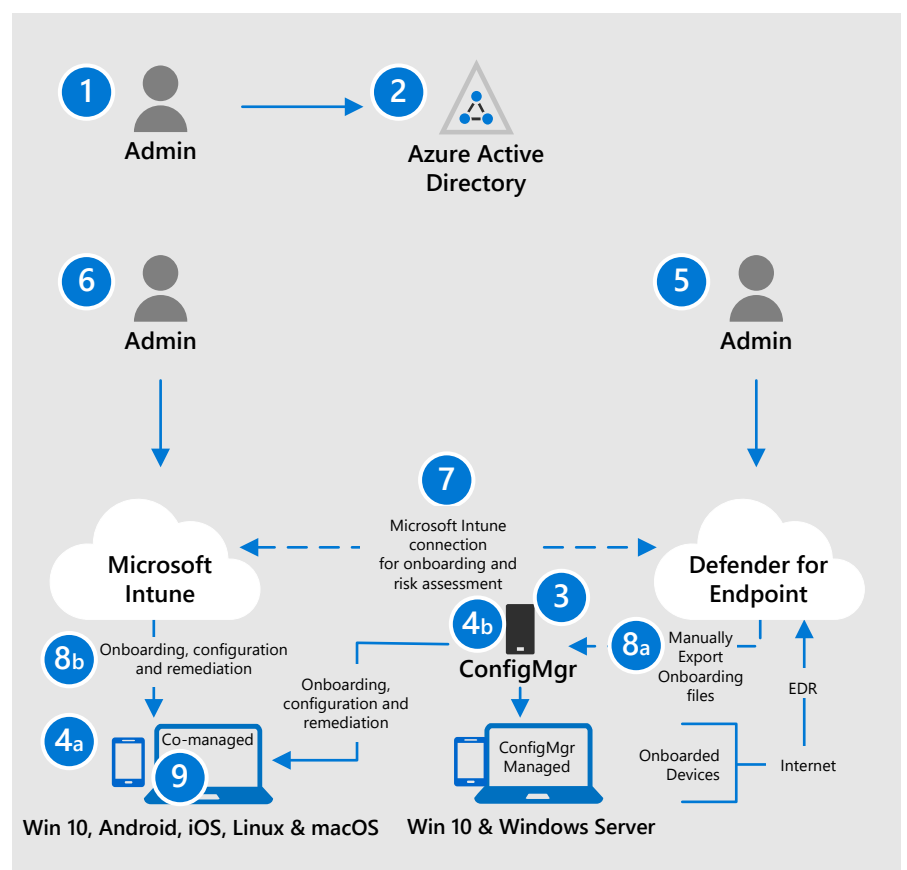 1
Admin
2
Azure Active
Directory
6
Admin
5
Admin
7
Microsoft Intune
connection
for onboarding and
risk assessment
Microsoft
Intune
Defender for
Endpoint
3
4b
ConfigMgr
8a
Manually
Export
Onboarding
files
8b
Onboarding, configuration
and remediation
Onboarding,
configuration and
remediation
EDR
4a
Co-managed
9
ConfigMgr
Managed
Onboarded
Devices
Internet
Win 10, Android, iOS, Linux & macOS
Win 10 & Windows Server